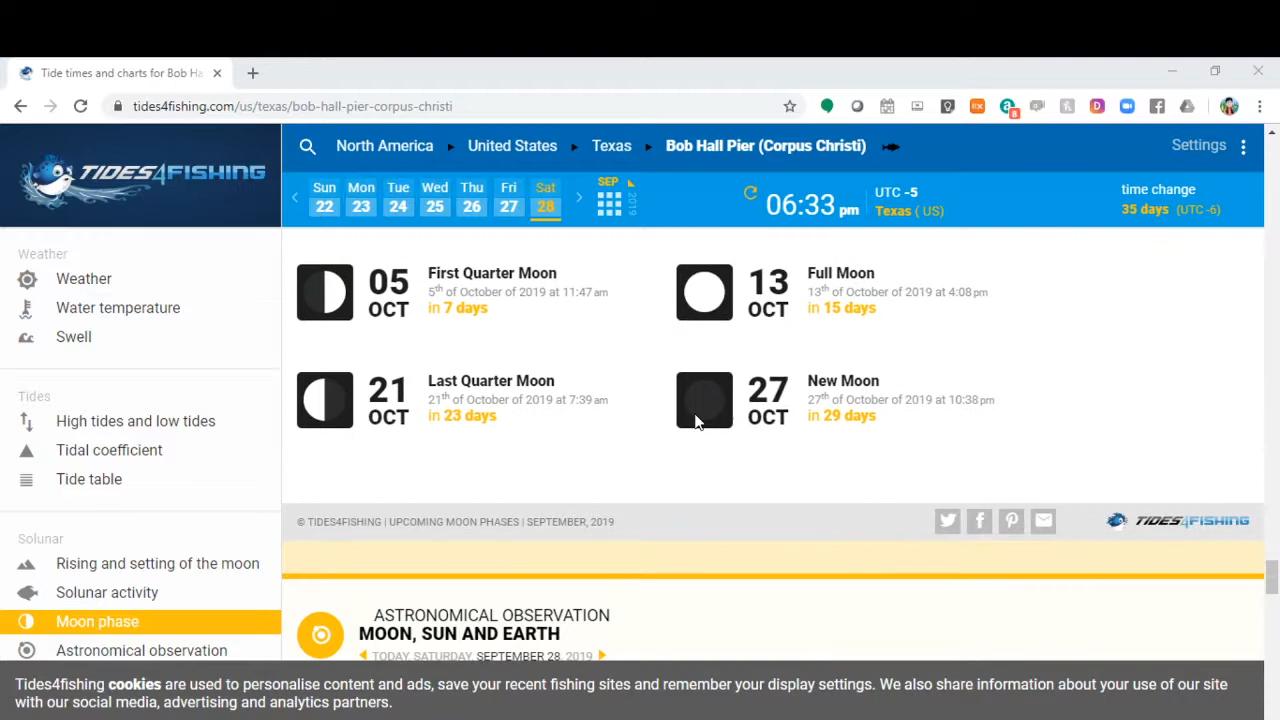 Tide times and charts for Bob Ha
tides4fishing.com/us/texas/bob-hall-pier-corpus-christi
TIDES4FISHING
North America United States Texas Bob Hall Pier (Corpus Christi) Settings
Sun 22 Mon 23 Tue 24 Wed 25 Thu 26 Fri 27 Sat 28
SEP 2019
06:33 pm
UTC -5
Texas ( US)
time change
35 days (UTC -6)
Weather
Weather
Water temperature
Swell
Tides
High tides and low tides
Tidal coefficient
Tide table
Solunar
Rising and setting of the moon
Solunar activity
Moon phase
Astronomical observation
05 OCT
First Quarter Moon
5th of October of 2019 at 11:47 am
in 7 days
13 OCT
Full Moon
13th of October of 2019 at 4:08 pm
in 15 days
21 OCT
Last Quarter Moon
21th of October of 2019 at 7:39 am
in 23 days
27 OCT
New Moon
27th of October of 2019 at 10:38 pm
in 29 days
© TIDES4FISHING | UPCOMING MOON PHASES | SEPTEMBER, 2019
TIDES4FISHING
ASTRONOMICAL OBSERVATION
MOON, SUN AND EARTH
TODAY, SATURDAY, SEPTEMBER 28, 2019
Tides4fishing cookies are used to personalise content and ads, save your recent fishing sites and remember your display settings. We also share information about your use of our site
with our social media, advertising and analytics partners.